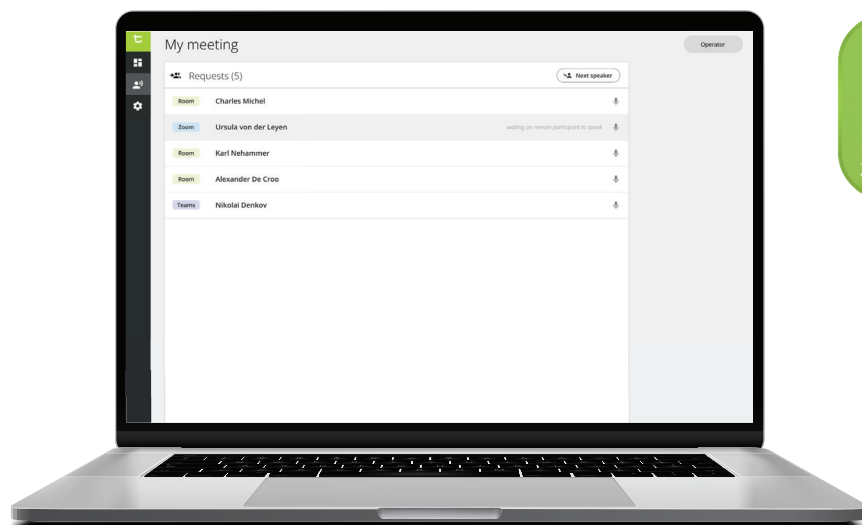 My meeting
Operator
Requests (5)
Next speaker
Room Charles Michel
Zoom Ursula von der Leyen waiting on remote participant to speak
Room Karl Nehammer
Room Alexander De Croo
Teams Nikolai Denkov